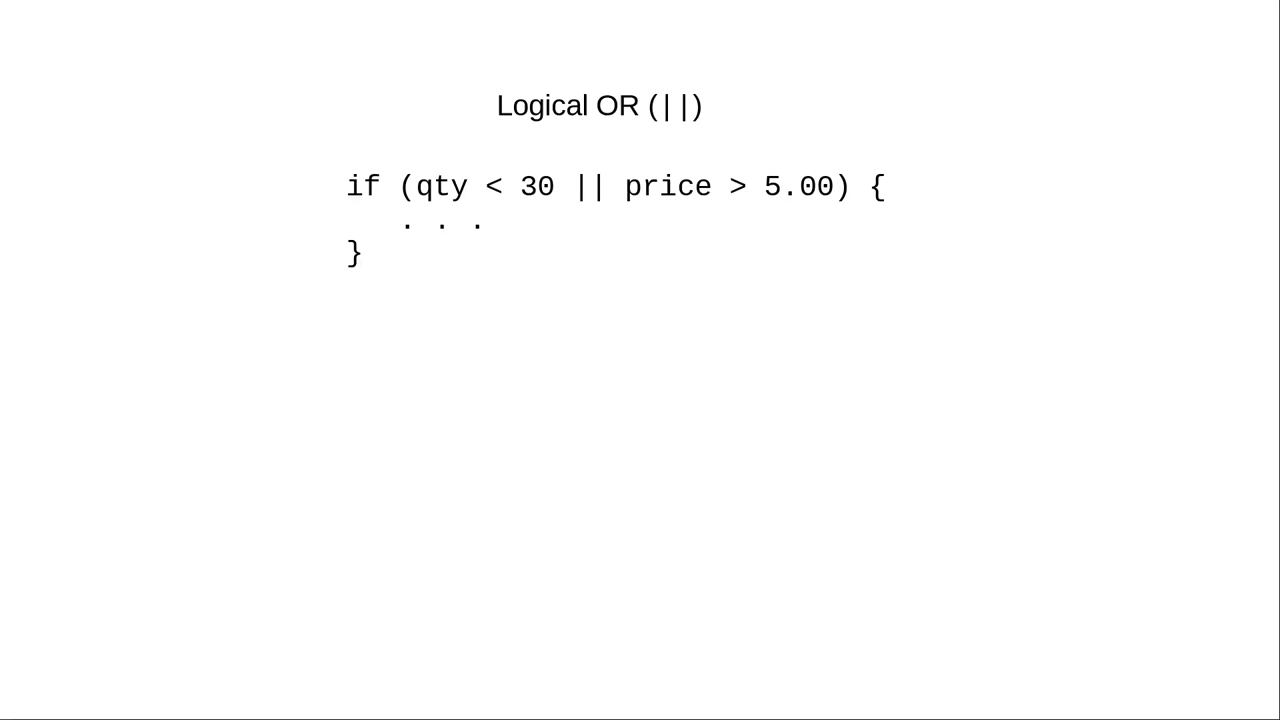 Logical OR (||)
if (qty < 30 || price > 5.00) {
. . .
}